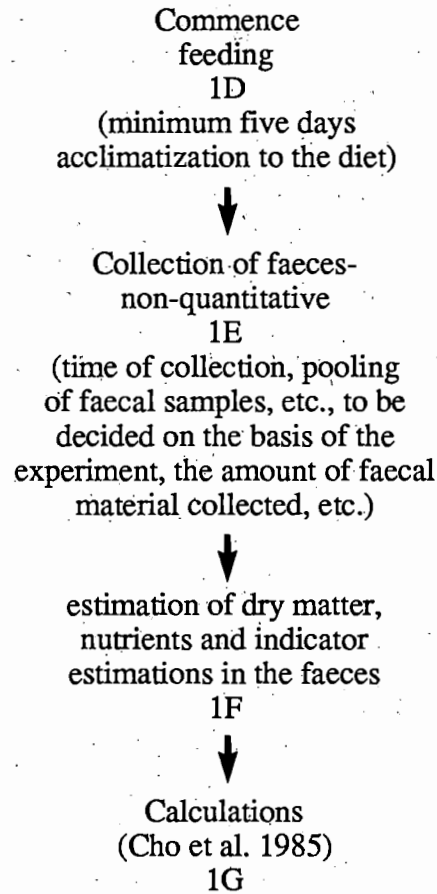 Commence
feeding
1D
(minimum five days
acclimatization to the diet)
Collection of faeces-
non-quantitative
1E
(time of collection, pooling
of faecal samples, etc., to be
decided on the basis of the
experiment, the amount of faecal
material collected, etc.)
estimation of dry matter,
nutrients and indicator
estimations in the faeces
1F
Calculations
(Cho et al. 1985)
1G